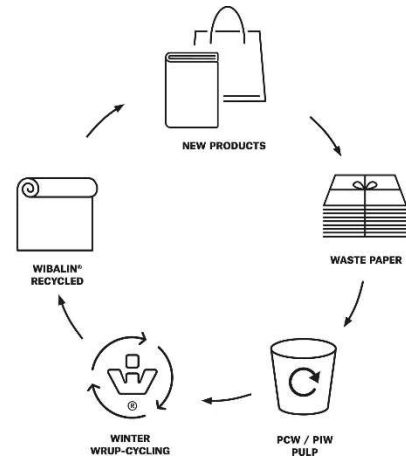 NEW PRODUCTS
WASTE PAPER
PCW / PIW
PULP
®
WINTER
WRUP-CYCLING
WIBALIN®
RECYCLED